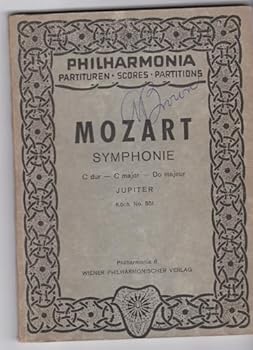 PHILHARMONIA
PARTITUREN · SCORES · PARTITIONS
MOZART
SYMPHONIE
C dur — C major — Do majeur
JUPITER
Köch. No. 551
Philharmonia 6
WIENER PHILHARMONISCHER VERLAG